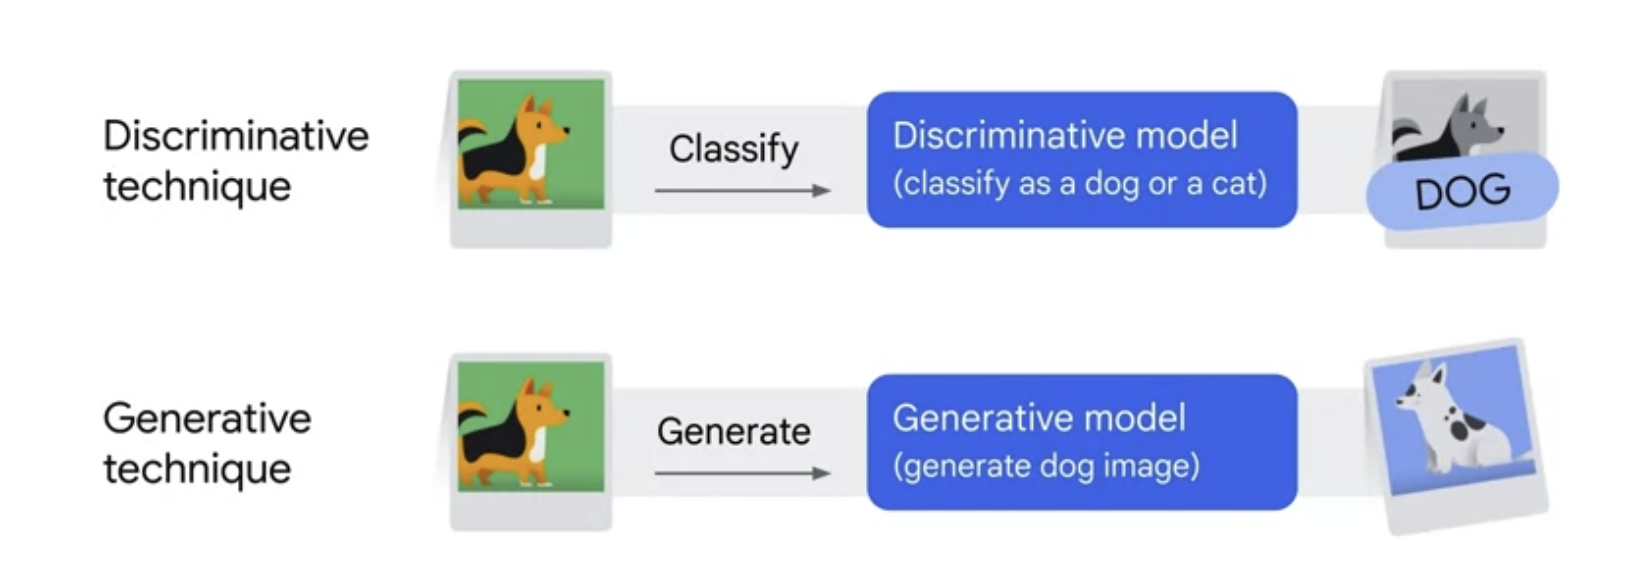 Discriminative
technique
Classify
Discriminative model
(classify as a dog or a cat)
DOG
Generative
technique
Generate
Generative model
(generate dog image)